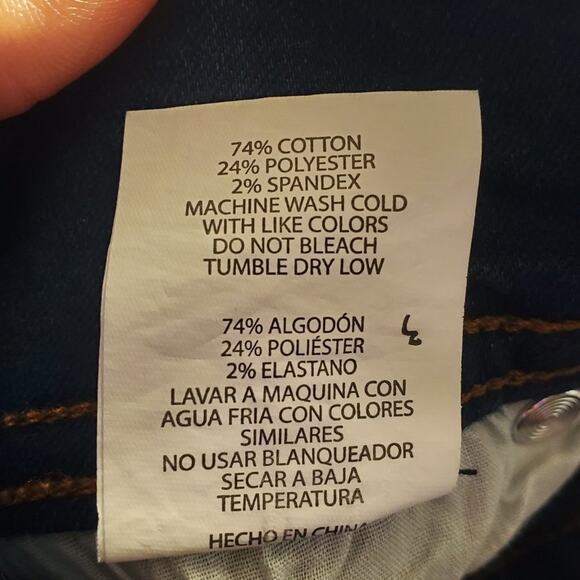 74% COTTON
24% POLYESTER
2% SPANDEX
MACHINE WASH COLD
WITH LIKE COLORS
DO NOT BLEACH
TUMBLE DRY LOW
74% ALGODÓN
24% POLIÉSTER
2% ELASTANO
LAVAR A MAQUINA CON
AGUA FRIA CON COLORES
SIMILARES
NO USAR BLANQUEADOR
SECAR A BAJA
TEMPERATURA
HECHO EN CHINA